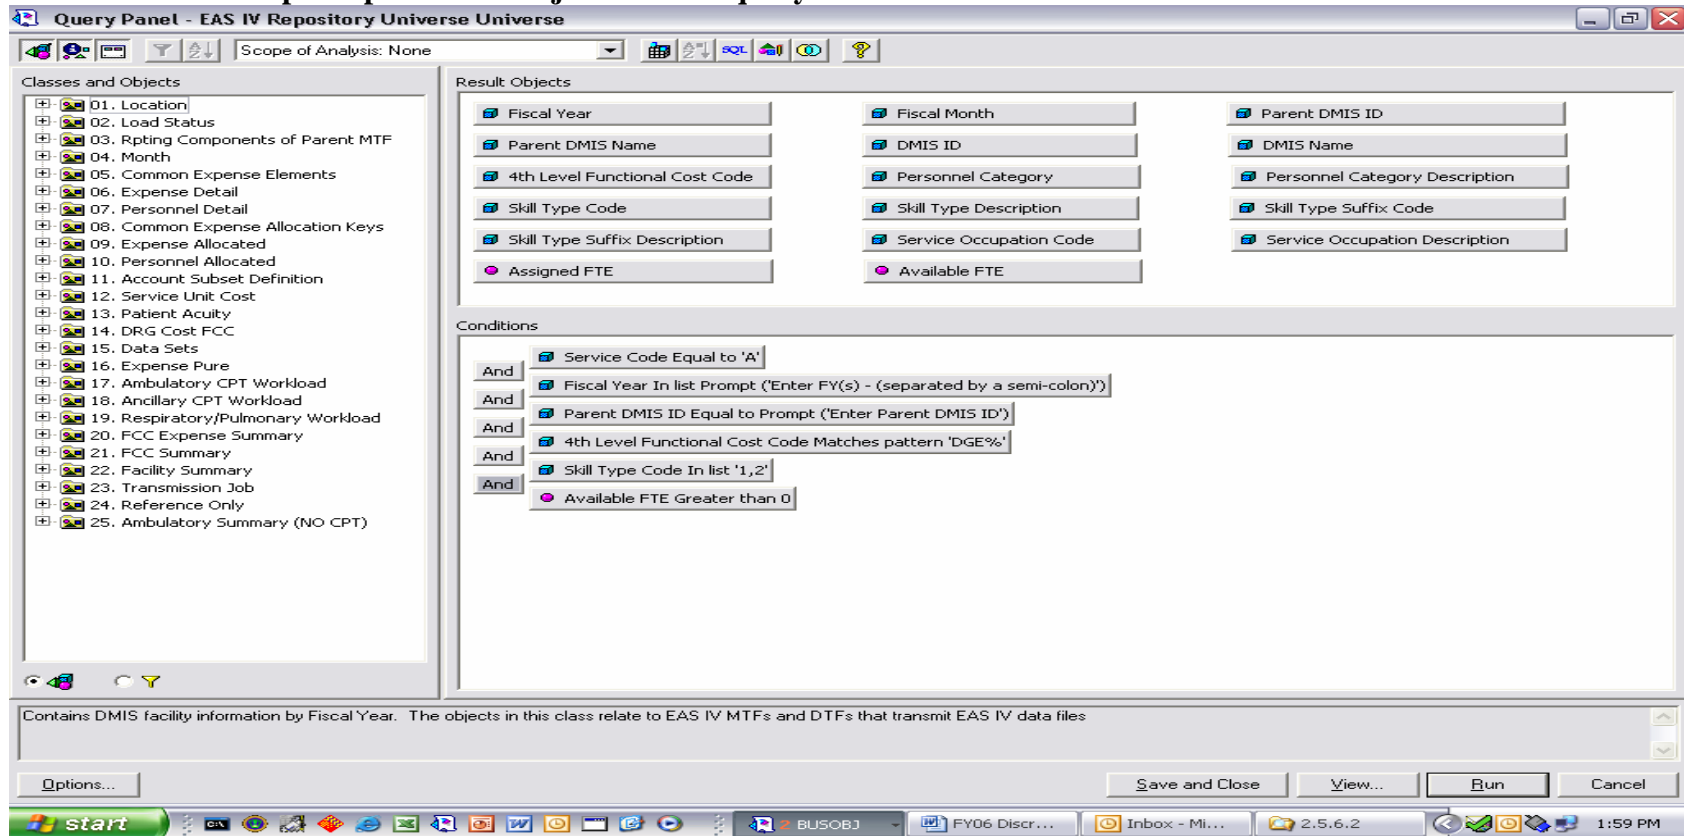 Query Panel - EAS IV Repository Universe Universe
Scope of Analysis: None
SQL
Classes and Objects
01. Location
02. Load Status
03. Rpting Components of Parent MTF
04. Month
05. Common Expense Elements
06. Expense Detail
07. Personnel Detail
08. Common Expense Allocation Keys
09. Expense Allocated
10. Personnel Allocated
11. Account Subset Definition
12. Service Unit Cost
13. Patient Acuity
14. DRG Cost FCC
15. Data Sets
16. Expense Pure
17. Ambulatory CPT Workload
18. Ancillary CPT Workload
19. Respiratory/Pulmonary Workload
20. FCC Expense Summary
21. FCC Summary
22. Facility Summary
23. Transmission Job
24. Reference Only
25. Ambulatory Summary (NO CPT)
Result Objects
Fiscal Year Fiscal Month Parent DMIS ID
Parent DMIS Name DMIS ID DMIS Name
4th Level Functional Cost Code Personnel Category Personnel Category Description
Skill Type Code Skill Type Description Skill Type Suffix Code
Skill Type Suffix Description Service Occupation Code Service Occupation Description
Assigned FTE Available FTE
Conditions
Service Code Equal to 'A'
And
Fiscal Year In list Prompt ('Enter FY(s) - (separated by a semi-colon)')
And
Parent DMIS ID Equal to Prompt ('Enter Parent DMIS ID')
And
4th Level Functional Cost Code Matches pattern 'DGE%'
And
Skill Type Code In list '1,2'
And
Available FTE Greater than 0
Contains DMIS facility information by Fiscal Year. The objects in this class relate to EAS IV MTFs and DTFs that transmit EAS IV data files
Options... Save and Close View... Run Cancel
start 2 BUSOBJ FY06 Discr... Inbox - Mi... 2.5.6.2 1:59 PM